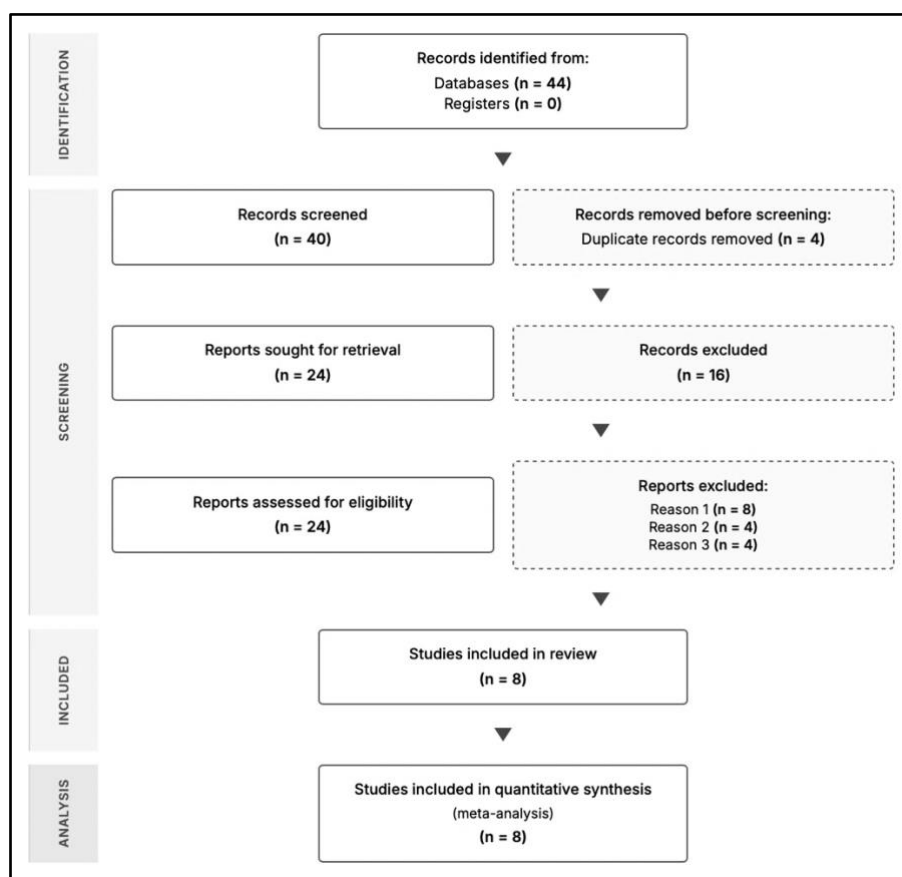 IDENTIFICATION
Records identified from:
Databases (n = 44)
Registers (n = 0)
SCREENING
Records screened
(n = 40)
Records removed before screening:
Duplicate records removed (n = 4)
Reports sought for retrieval
(n = 24)
Records excluded
(n = 16)
Reports assessed for eligibility
(n = 24)
Reports excluded:
Reason 1 (n = 8)
Reason 2 (n = 4)
Reason 3 (n = 4)
INCLUDED
Studies included in review
(n = 8)
ANALYSIS
Studies included in quantitative synthesis
(meta-analysis)
(n = 8)